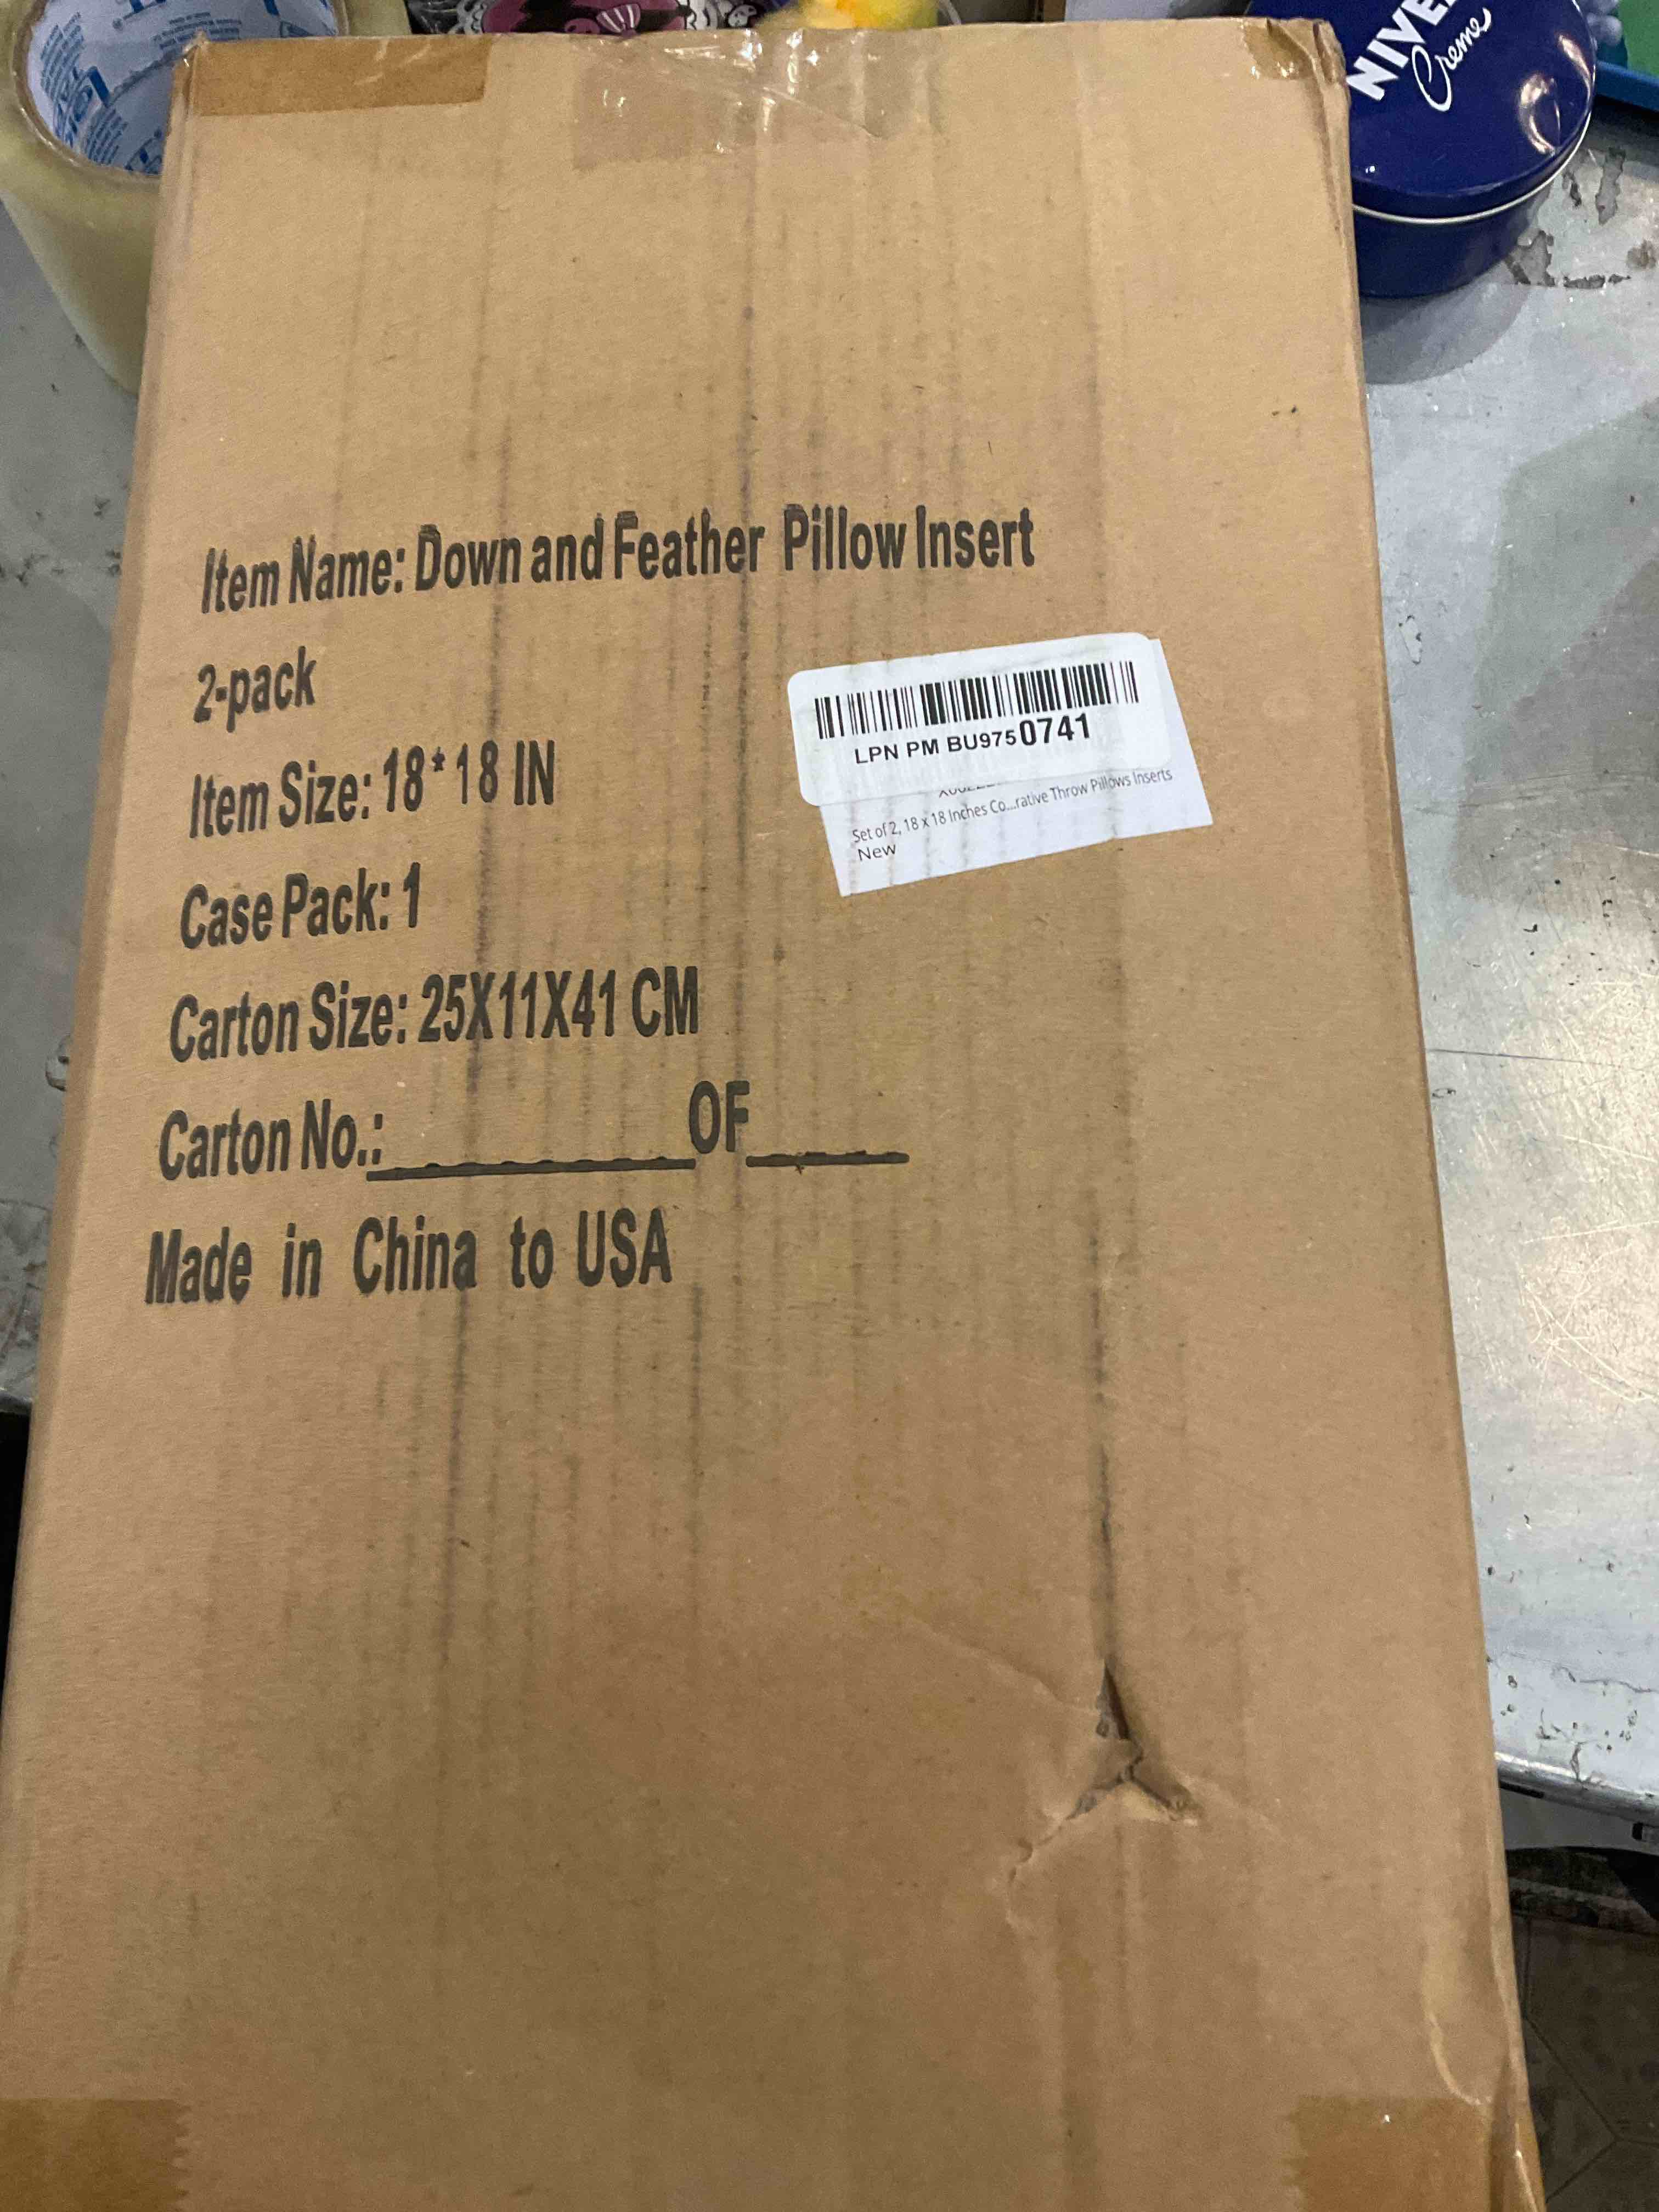 NIVEA
Creme
Item Name: Down and Feather Pillow Insert
2-pack
Item Size: 18*18 IN
Case Pack: 1
Carton Size: 25X11X41 CM
Carton No.:__________OF_____
Made in China to USA
LPN PM BU9750741
Set of 2, 18 x 18 Inches Co...rative Throw Pillows Inserts
New